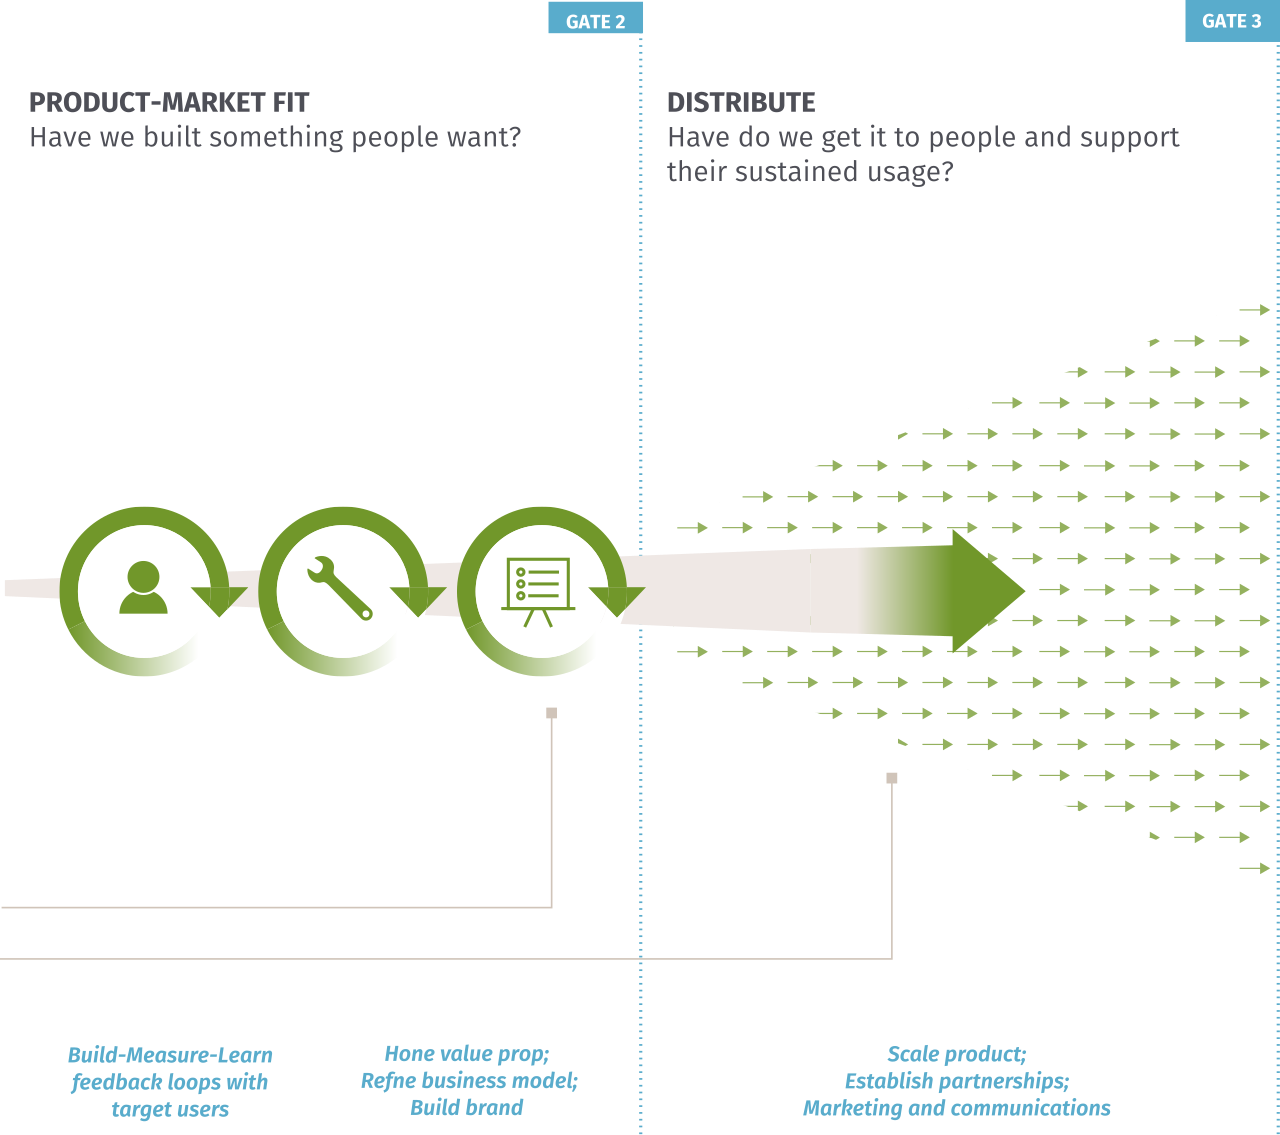 GATE 2
GATE 3
PRODUCT-MARKET FIT
Have we built something people want?
DISTRIBUTE
Have do we get it to people and support
their sustained usage?
Build-Measure-Learn
feedback loops with
target users
Hone value prop;
Refne business model;
Build brand
Scale product;
Establish partnerships;
Marketing and communications